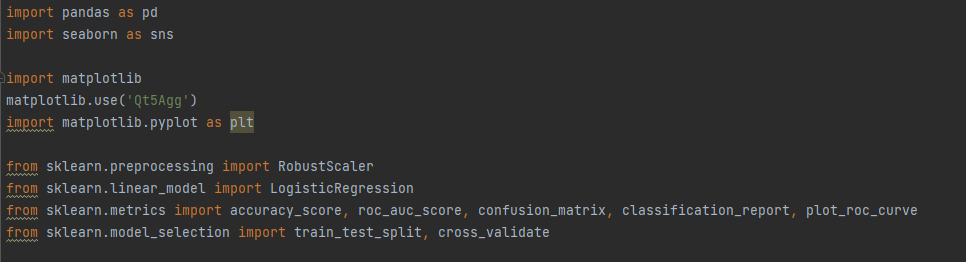 import pandas as pd
import seaborn as sns
import matplotlib
matplotlib.use('Qt5Agg')
import matplotlib.pyplot as plt
from sklearn.preprocessing import RobustScaler
from sklearn.linear_model import LogisticRegression
from sklearn.metrics import accuracy_score, roc_auc_score, confusion_matrix, classification_report, plot_roc_curve
from sklearn.model_selection import train_test_split, cross_validate